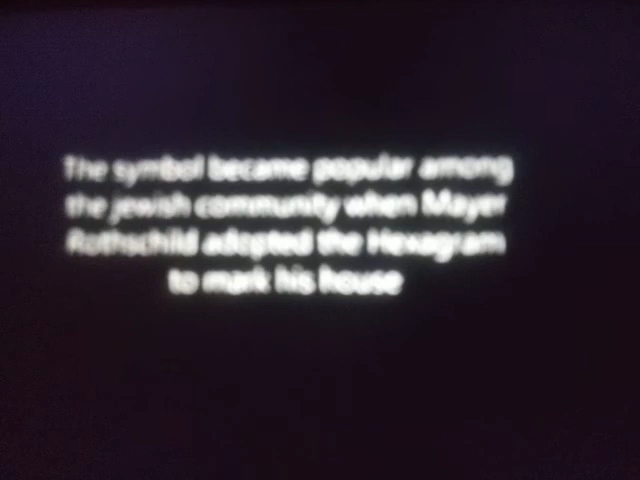 The symbol became popular among
the jewish community when Mayer
Rothschild adopted the Hexagram
to mark his house